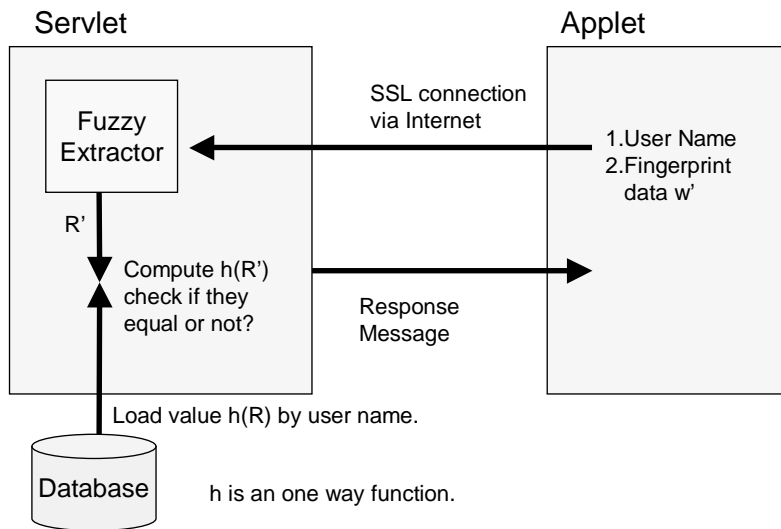 Servlet
Applet
Fuzzy
Extractor
SSL connection
via Internet
1.User Name
2.Fingerprint
data w’
R’
Compute h(R’)
check if they
equal or not?
Response
Message
Load value h(R) by user name.
Database
h is an one way function.